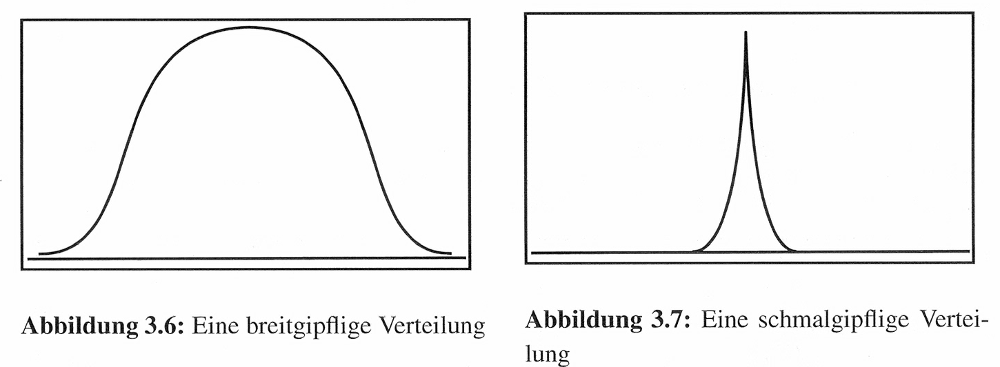 Abbildung 3.6: Eine breitgipflige Verteilung
Abbildung 3.7: Eine schmalgipflige Vertei-
lung